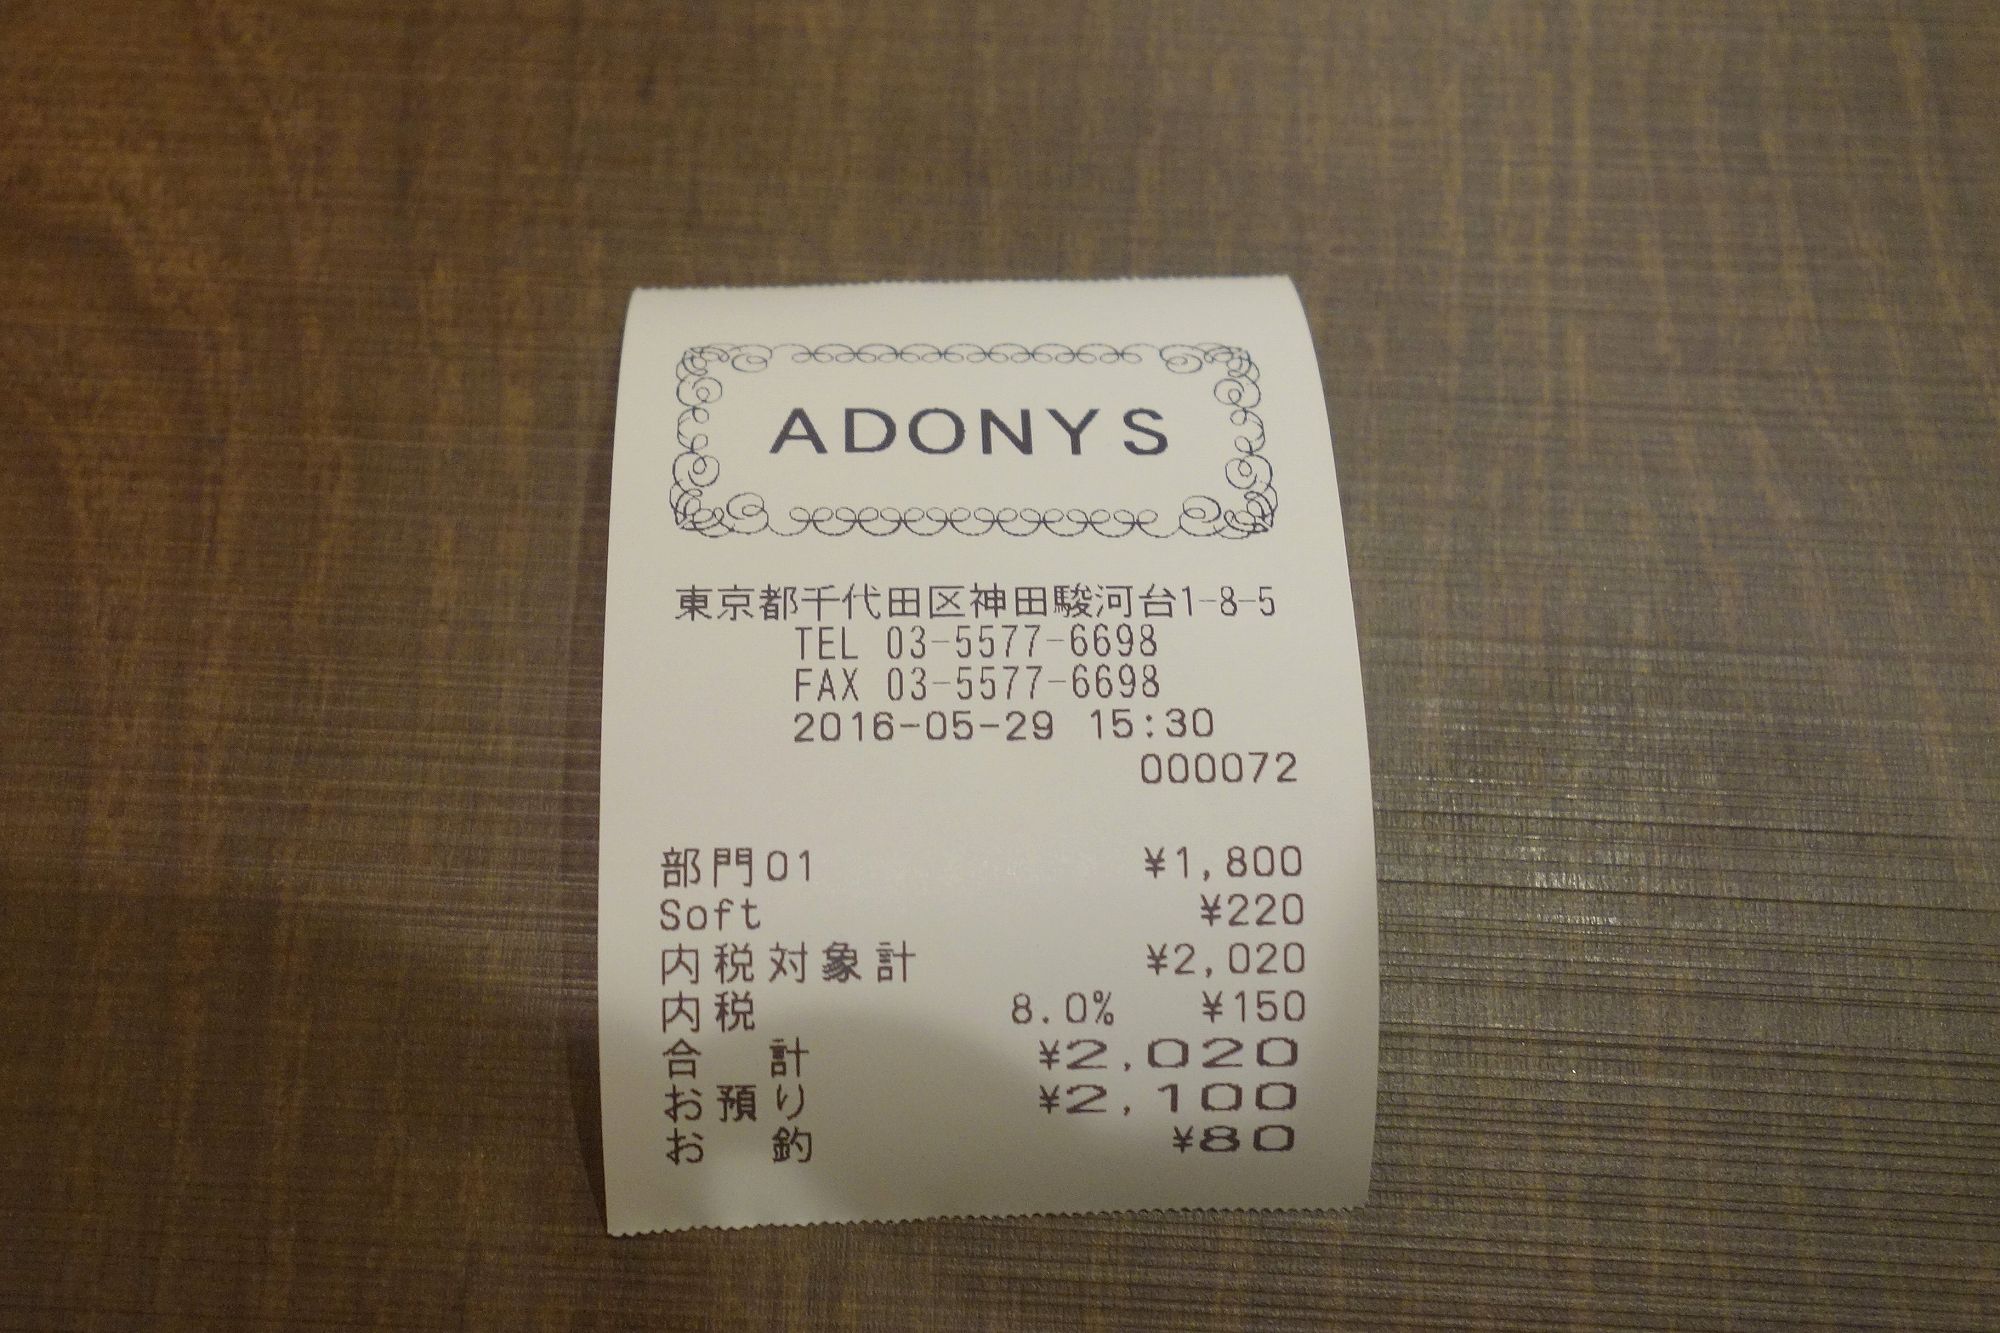 ADONYS
東京都千代田区神田駿河台1-8-5
TEL 03-5577-6698
FAX 03-5577-6698
2016-05-29 15:30
000072
部門01 ¥1,800
Soft ¥220
内税対象計 ¥2,020
内税 8.0% ¥150
合計 ¥2,020
お預り ¥2,100
お釣 ¥80